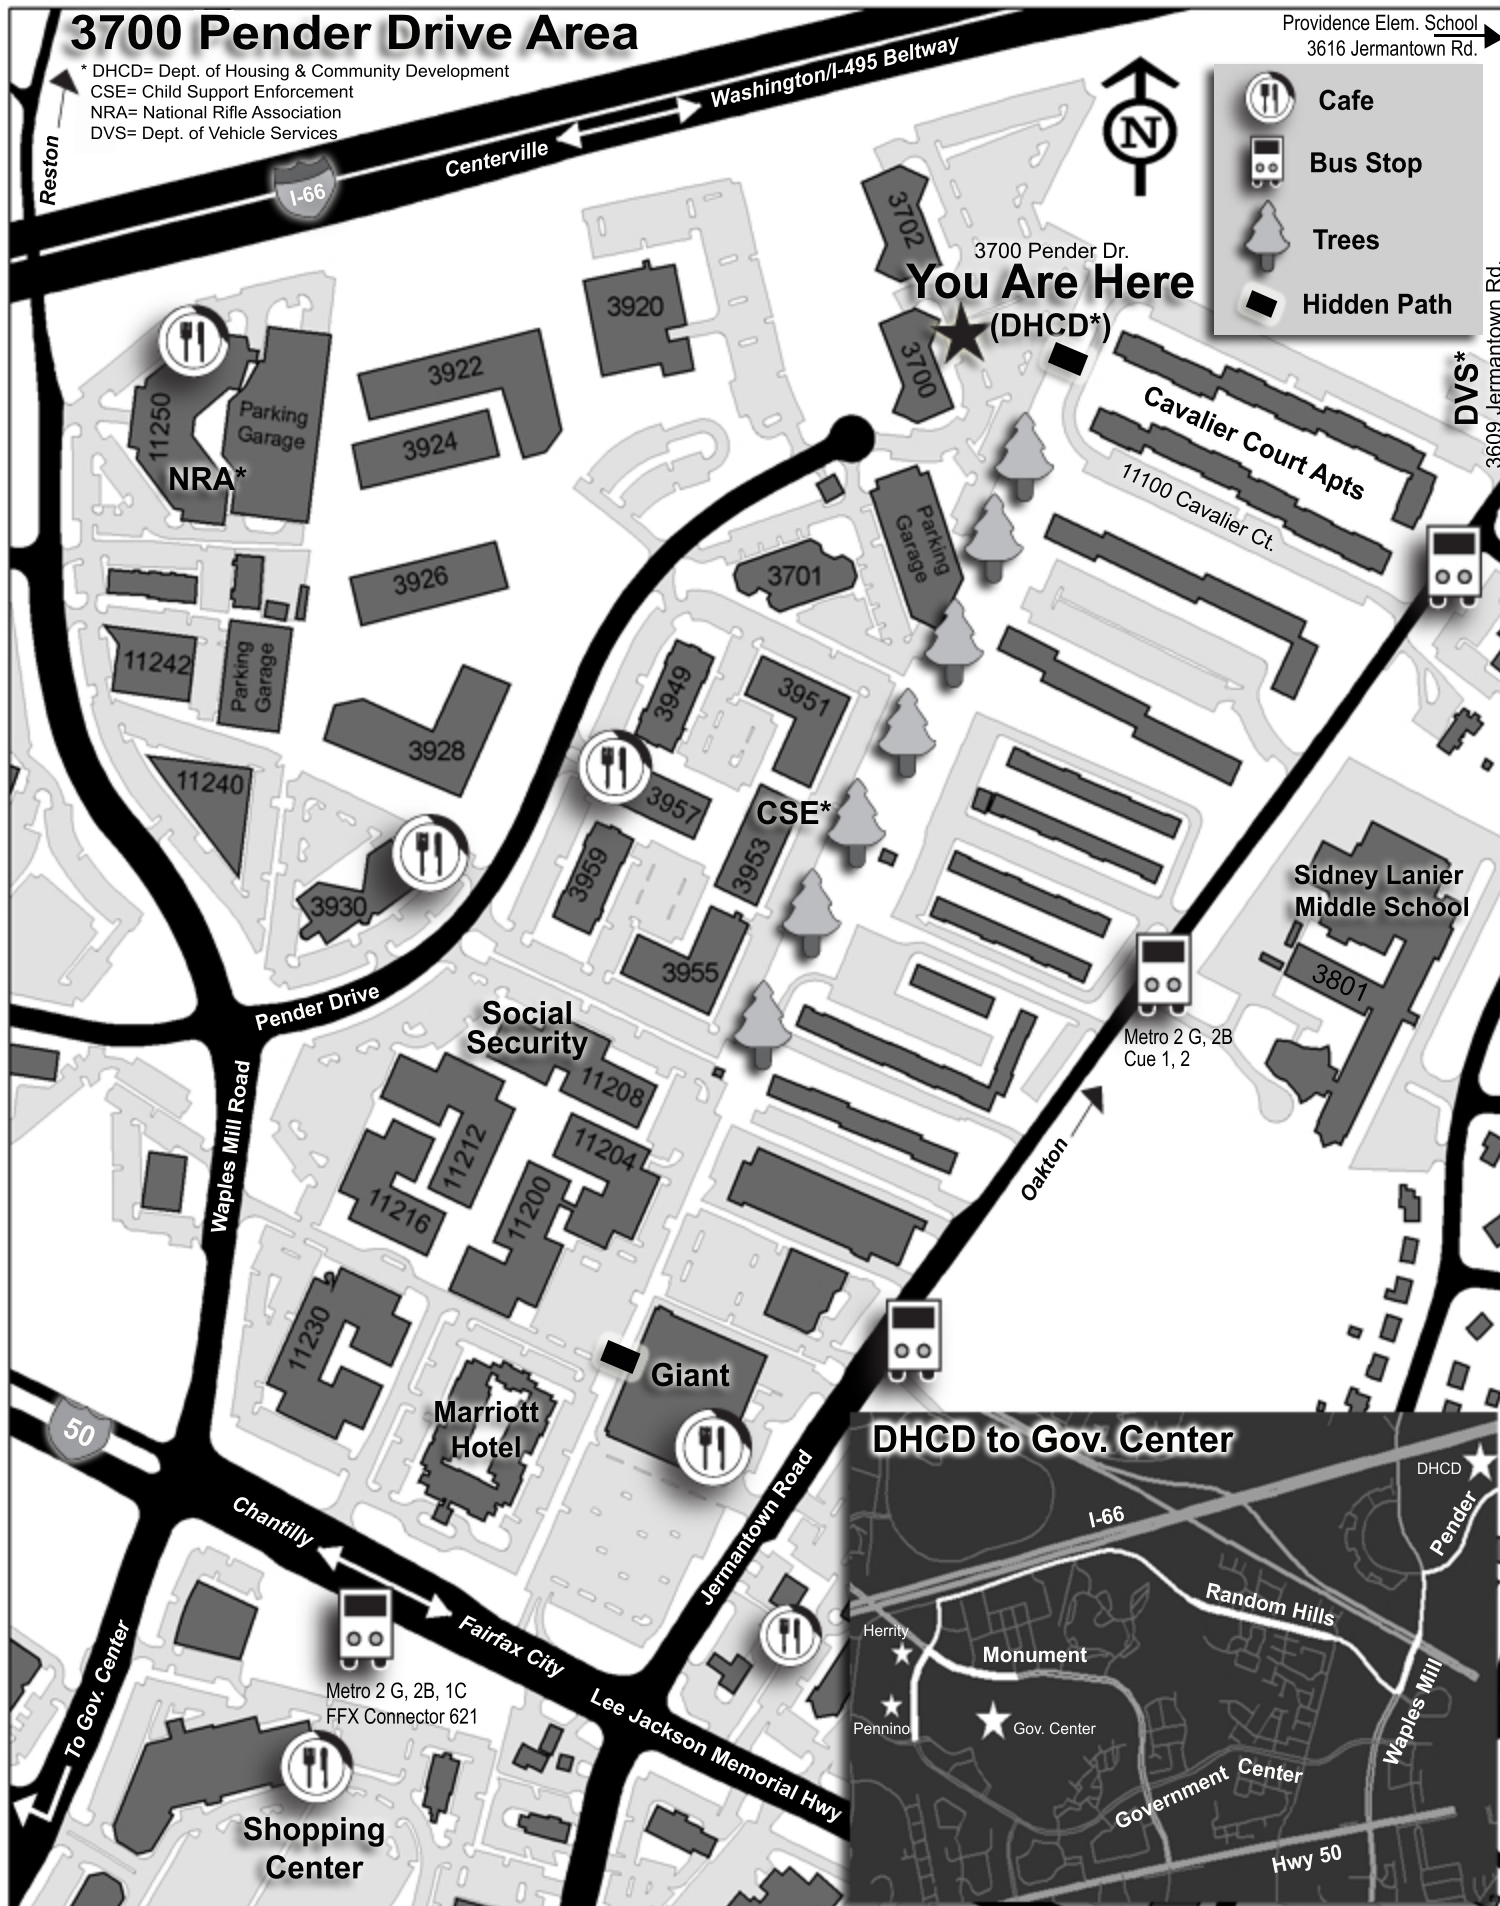 3700 Pender Drive Area
* DHCD= Dept. of Housing & Community Development
CSE= Child Support Enforcement
NRA= National Rifle Association
DVS= Dept. of Vehicle Services
Reston
Centerville
Washington/I-495 Beltway
I-66
N
Providence Elem. School
3616 Jermantown Rd.
Cafe
Bus Stop
Trees
Hidden Path
DVS*
3609 Jermantown Rd.
3702
3700 Pender Dr.
You Are Here
(DHCD*)
3700
3920
3922
3924
11250
Parking
Garage
NRA*
Cavalier Court Apts
11100 Cavalier Ct.
Parking
Garage
3701
3926
11242
Parking
Garage
3928
11240
3930
3949
3951
3957
CSE*
3953
3959
3955
Sidney Lanier
Middle School
3801
Metro 2 G, 2B
Cue 1, 2
Oakton
Pender Drive
Social
Security
11208
11204
11212
11216
11200
Waples Mill Road
11230
Giant
Marriott
Hotel
50
Chantilly
Fairfax City
Jermantown Road
Metro 2 G, 2B, 1C
FFX Connector 621
Lee Jackson Memorial Hwy
To Gov. Center
Shopping
Center
DHCD to Gov. Center
DHCD
Pender
I-66
Random Hills
Herrity
Monument
Pennino
Gov. Center
Waples Mill
Government Center
Hwy 50